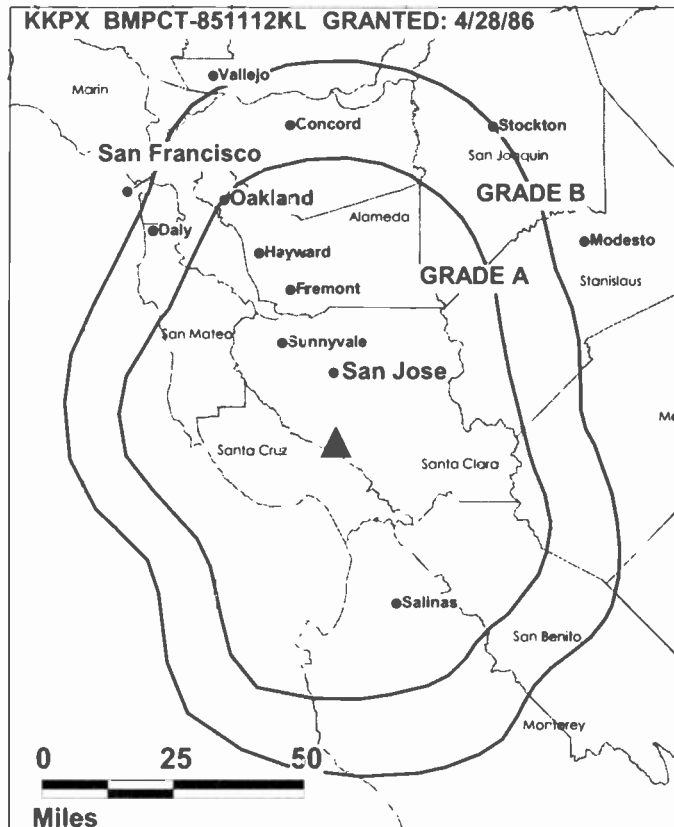 KKPX BMPCT-851112KL GRANTED: 4/28/86
Vallejo
Marin
Concord
Stockton
San Francisco
San Joaquin
Oakland
GRADE B
Alameda
Daly
Modesto
Hayward
GRADE A
Stanislaus
Fremont
San Mateo
Sunnyvale
San Jose
Me
Santa Cruz
Santa Clara
Salinas
San Benito
Monterey
0 25 50
Miles